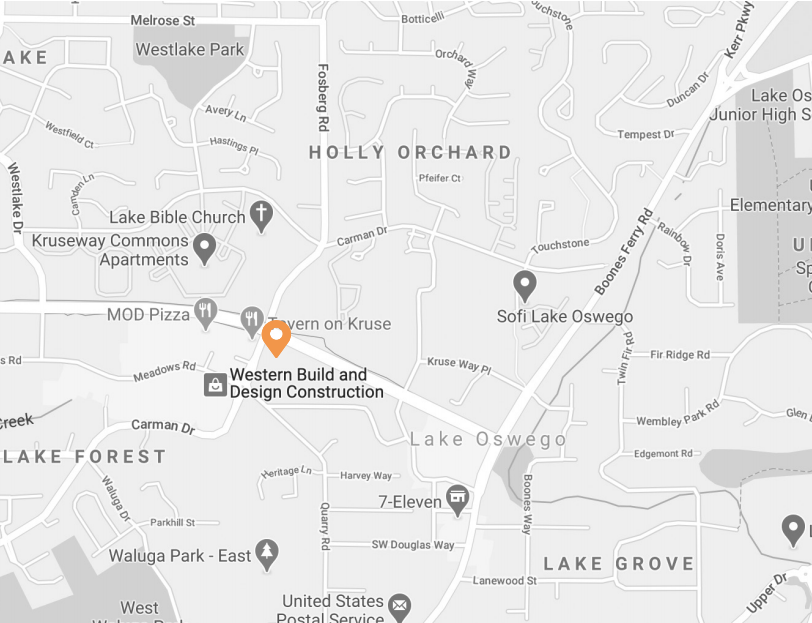 Melrose St
Botticelli
Touchstone
Kerr Pkwy
Westlake Park
AKE
Orchard Way
Fosberg Rd
Duncan Dr
Lake Os
Junior High S
Avery Ln
Westfield Ct
Hastings Pl
Tempest Dr
HOLLY ORCHARD
Westlake Dr
Camden Ln
Pfeifer Ct
Lake Bible Church
Elementary
Kruseway Commons
Apartments
Carman Dr
Touchstone
Boones Ferry Rd
Rainbow Dr
Doris Ave
U
Sp
MOD Pizza
Tavern on Kruse
Sofi Lake Oswego
Twin Fir Rd
Fir Ridge Rd
s Rd
Meadows Rd
Western Build and
Design Construction
Kruse Way Pl
Wembley Park Rd
Glen
Creek
Carman Dr
Lake Oswego
LAKE FOREST
Edgemont Rd
Heritage Ln
Harvey Way
Waluga Dr
7-Eleven
Boones Way
Parkhill St
Quarry Rd
L
SW Douglas Way
Waluga Park - East
LAKE GROVE
Lanewood St
Upper Dr
West
United States
Postal Service